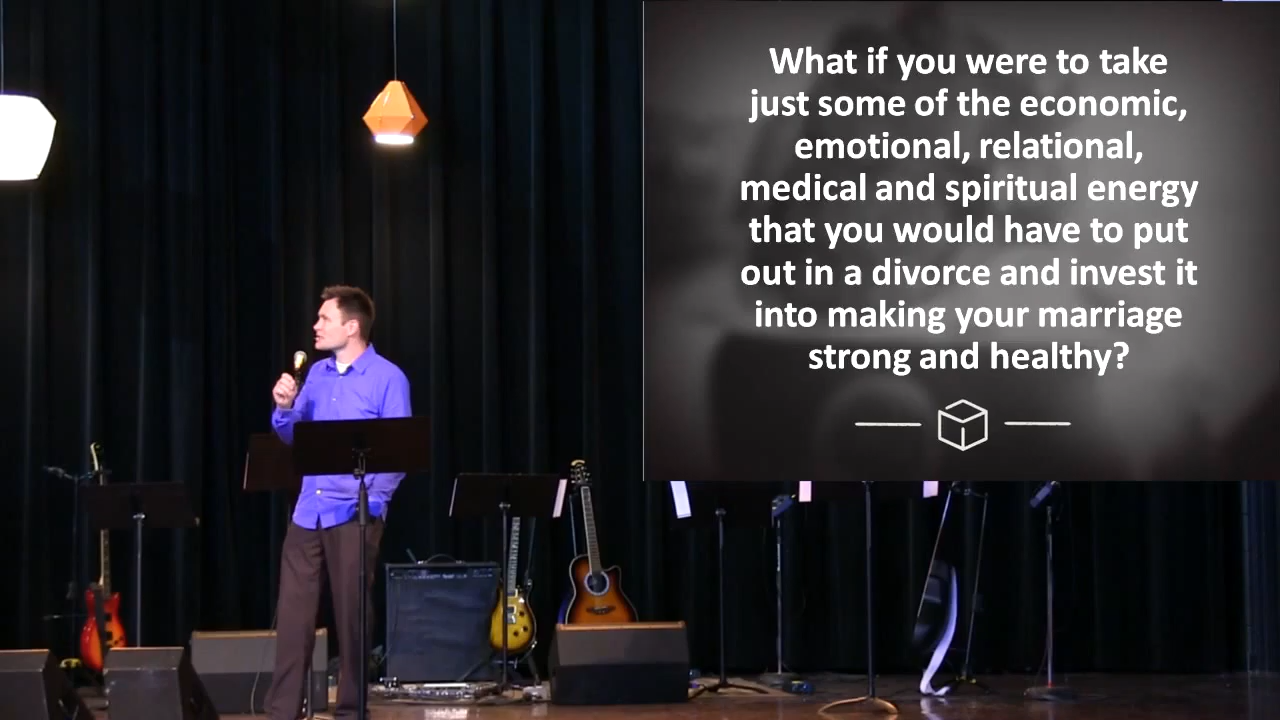 What if you were to take
just some of the economic,
emotional, relational,
medical and spiritual energy
that you would have to put
out in a divorce and invest it
into making your marriage
strong and healthy?